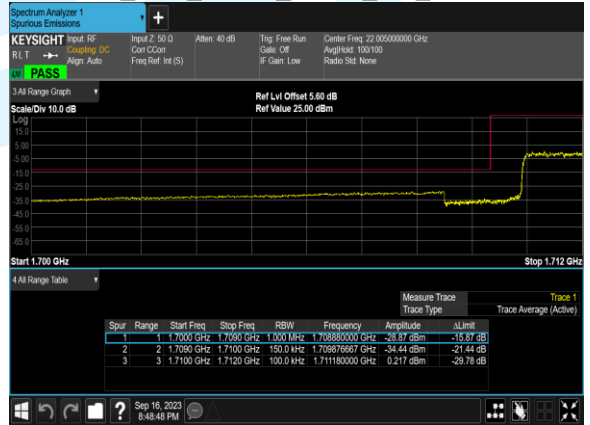 Spectrum Analyzer 1
Spurious Emissions
KEYSIGHT Input: RF Input Z: 50 Ω Atten: 40 dB Trig: Free Run Center Freq: 22.005000000 GHz
RLT Coupling: DC Corr CCorr Gate: Off Avg|Hold: 100/100
Align: Auto Freq Ref: Int (S) IF Gain: Low Radio Std: None
PASS
3 All Range Graph
Ref Lvl Offset 5.60 dB
Scale/Div 10.0 dB Ref Value 25.00 dBm
Log
15.0
5.00
-5.00
-15.0
-25.0
-35.0
-45.0
-55.0
-65.0
Start 1.700 GHz Stop 1.712 GHz
4 All Range Table
Measure Trace Trace 1
Trace Type Trace Average (Active)
Spur Range Start Freq Stop Freq RBW Frequency Amplitude ΔLimit
1 1 1.7000 GHz 1.7090 GHz 1.000 MHz 1.708880000 GHz -28.87 dBm -15.87 dB
2 2 1.7090 GHz 1.7100 GHz 150.0 kHz 1.709876667 GHz -34.44 dBm -21.44 dB
3 3 1.7100 GHz 1.7120 GHz 100.0 kHz 1.711180000 GHz 0.217 dBm -29.78 dB
Sep 16, 2023
8:48:48 PM